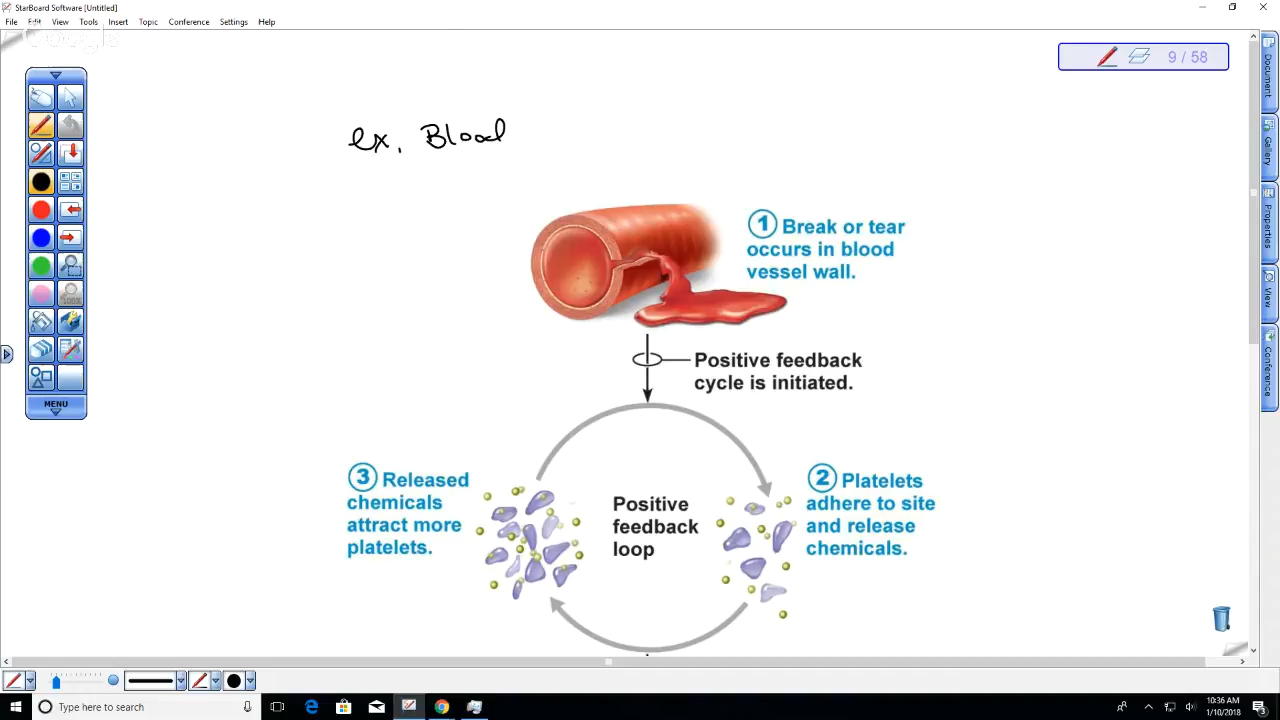 StarBoard Software [Untitled]
File Edit View Tools Insert Topic Conference Settings Help
Google
9 / 58
Document
Gallery
Properties
View
Conference
MENU
100%
ex. Blood
1 Break or tear
occurs in blood
vessel wall.
Positive feedback
cycle is initiated.
3 Released
chemicals
attract more
platelets.
Positive
feedback
loop
2 Platelets
adhere to site
and release
chemicals.
Type here to search
10:36 AM
1/10/2018
3